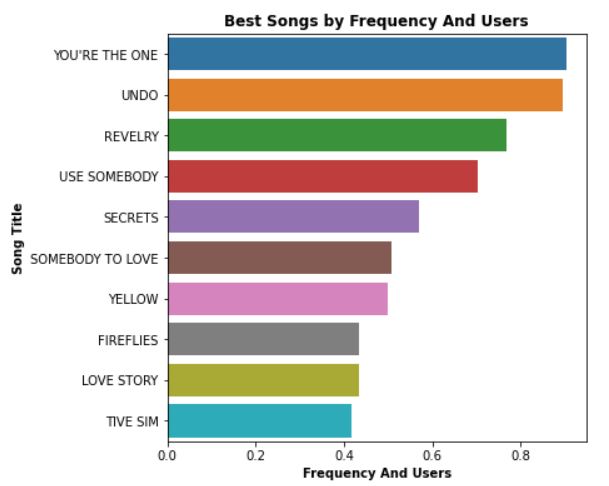 Best Songs by Frequency And Users
Song Title
YOU'RE THE ONE
UNDO
REVELRY
USE SOMEBODY
SECRETS
SOMEBODY TO LOVE
YELLOW
FIREFLIES
LOVE STORY
TIVE SIM
0.0 0.2 0.4 0.6 0.8
Frequency And Users